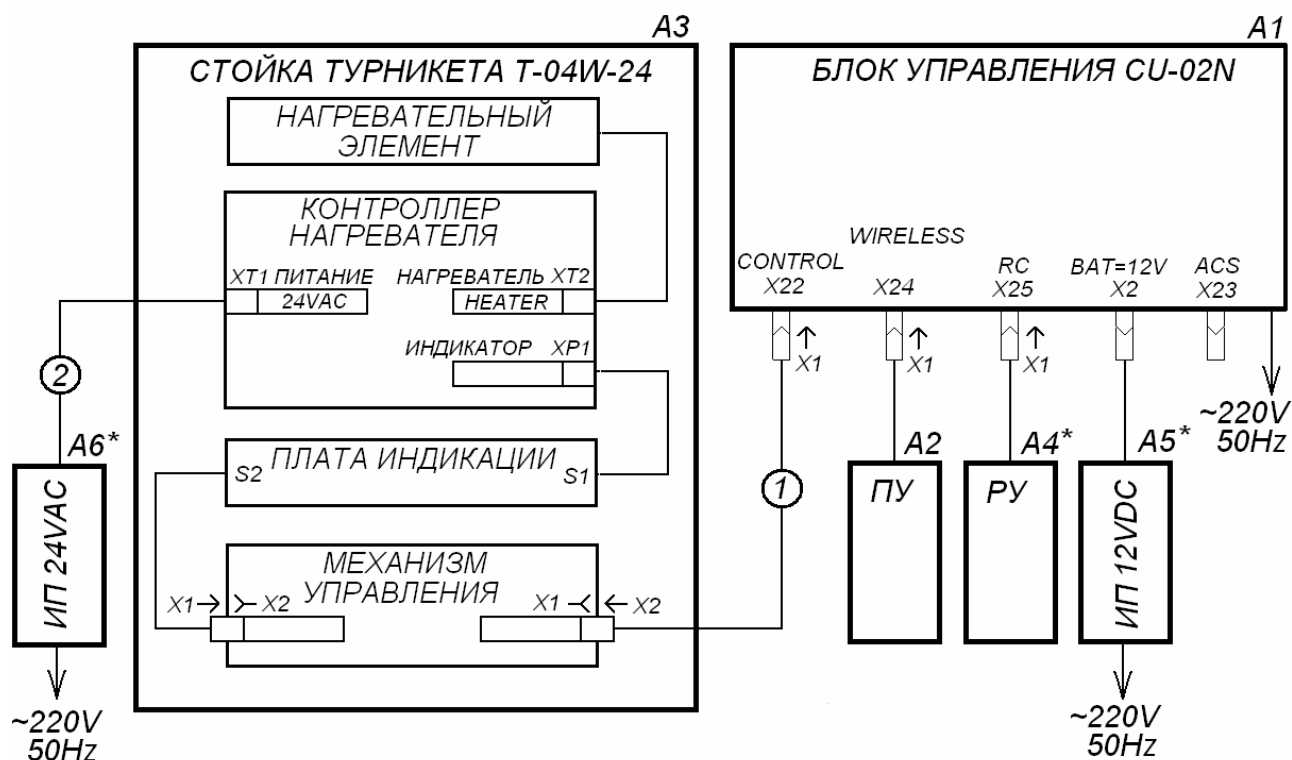 A3
СТОЙКА ТУРНИКЕТА T-04W-24
НАГРЕВАТЕЛЬНЫЙ
ЭЛЕМЕНТ
КОНТРОЛЛЕР
НАГРЕВАТЕЛЯ
XT1 ПИТАНИЕ
24VAC
НАГРЕВАТЕЛЬ XT2
HEATER
ИНДИКАТОР XP1
ПЛАТА ИНДИКАЦИИ
S2
S1
МЕХАНИЗМ
УПРАВЛЕНИЯ
X1
X2
X1
X2
2
A6*
ИП 24VAC
~220V
50Hz
1
A1
БЛОК УПРАВЛЕНИЯ CU-02N
CONTROL
X22
WIRELESS
X24
RC
X25
BAT=12V
X2
ACS
X23
X1
X1
X1
~220V
50Hz
A2
ПУ
A4*
РУ
A5*
ИП 12VDC
~220V
50Hz